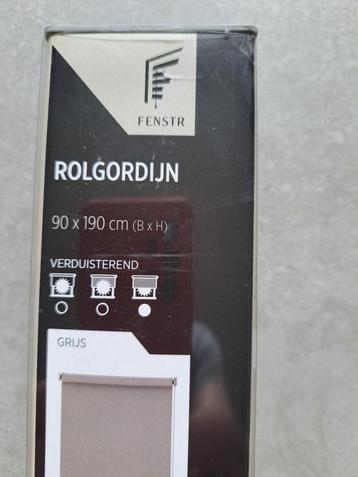 FENSTR
ROLGORDIJN
90 x 190 cm (B x H)
VERDUISTEREND
GRIJS